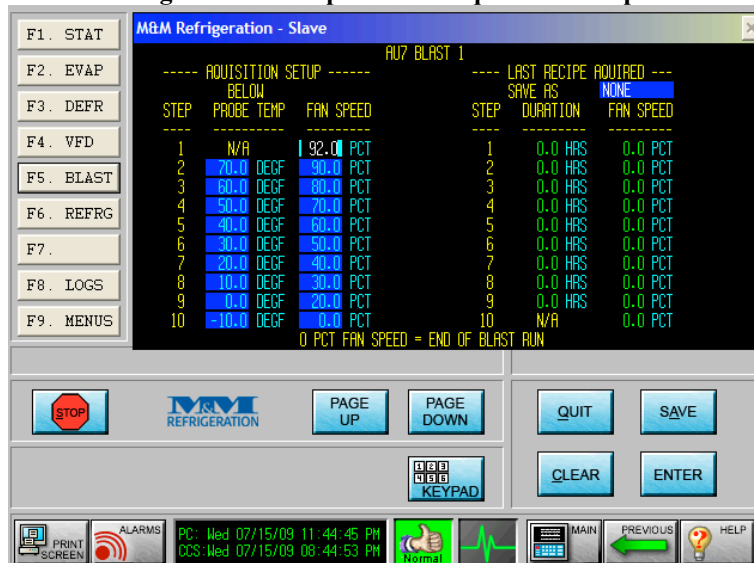 F1. STAT
F2. EVAP
F3. DEFR
F4. VFD
F5. BLAST
F6. REFRG
F7.
F8. LOGS
F9. MENUS
M&M Refrigeration - Slave
AU7 BLAST 1
----- AQUISITION SETUP ------ ---- LAST RECIPE AQUIRED ---
BELOW SAVE AS NONE
STEP PROBE TEMP FAN SPEED STEP DURATION FAN SPEED
---- ---------- --------- ---- -------- ---------
1 N/A 92.0 PCT 1 0.0 HRS 0.0 PCT
2 70.0 DEGF 90.0 PCT 2 0.0 HRS 0.0 PCT
3 60.0 DEGF 80.0 PCT 3 0.0 HRS 0.0 PCT
4 50.0 DEGF 70.0 PCT 4 0.0 HRS 0.0 PCT
5 40.0 DEGF 60.0 PCT 5 0.0 HRS 0.0 PCT
6 30.0 DEGF 50.0 PCT 6 0.0 HRS 0.0 PCT
7 20.0 DEGF 40.0 PCT 7 0.0 HRS 0.0 PCT
8 10.0 DEGF 30.0 PCT 8 0.0 HRS 0.0 PCT
9 0.0 DEGF 20.0 PCT 9 0.0 HRS 0.0 PCT
10 -10.0 DEGF 0.0 PCT 10 N/A 0.0 PCT
0 PCT FAN SPEED = END OF BLAST RUN
STOP
M&M
REFRIGERATION
PAGE
UP
PAGE
DOWN
QUIT
SAVE
1 2 3
4 5 6
KEYPAD
CLEAR
ENTER
PRINT
SCREEN
ALARMS
PC: Wed 07/15/09 11:44:45 PM
CCS:Wed 07/15/09 08:44:53 PM
Normal
MAIN
PREVIOUS
HELP